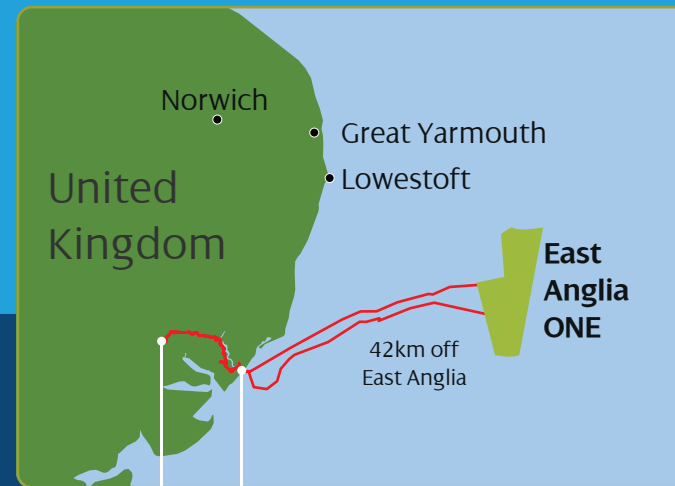 Norwich
Great Yarmouth
Lowestoft
United
Kingdom
East
Anglia
ONE
42km off
East Anglia